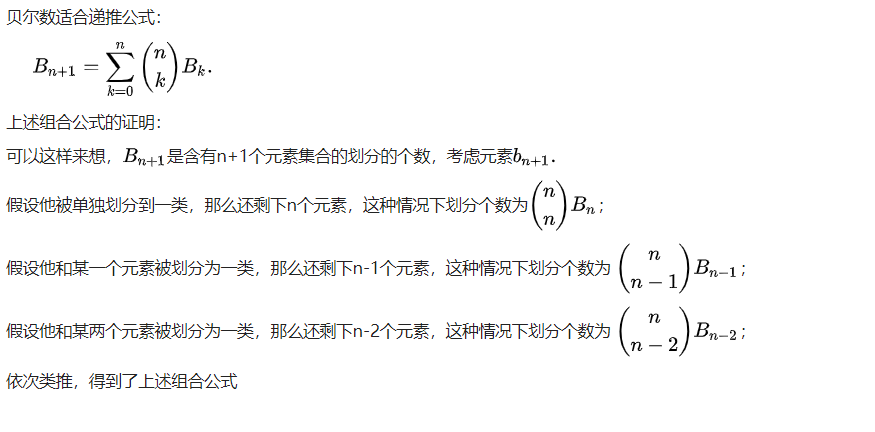 贝尔数适合递推公式：
$B_{n+1}=\sum_{k=0}^{n}\binom{n}{k}B_k.$
上述组合公式的证明：
可以这样来想，$B_{n+1}$是含有n+1个元素集合的划分的个数，考虑元素$b_{n+1}.$
假设他被单独划分到一类，那么还剩下n个元素，这种情况下划分个数为$\binom{n}{n}B_n$；
假设他和某一个元素被划分为一类，那么还剩下n-1个元素，这种情况下划分个数为$\binom{n}{n-1}B_{n-1}$；
假设他和某两个元素被划分为一类，那么还剩下n-2个元素，这种情况下划分个数为$\binom{n}{n-2}B_{n-2}$；
依次类推，得到了上述组合公式